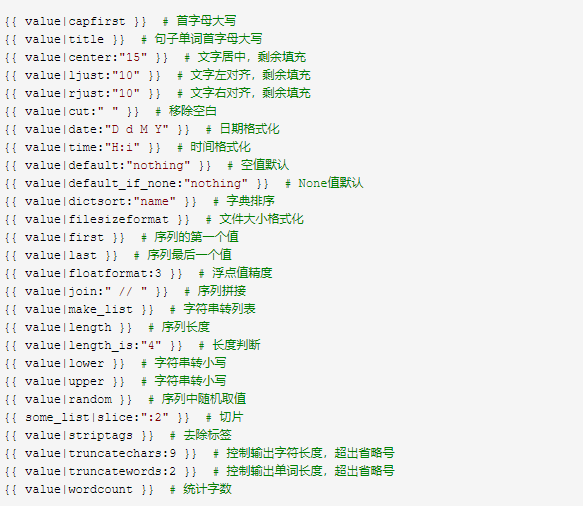 {{ value|capfirst }}  # 首字母大写
{{ value|title }}  # 句子单词首字母大写
{{ value|center:"15" }}  # 文字居中，剩余填充
{{ value|ljust:"10" }}  # 文字左对齐，剩余填充
{{ value|rjust:"10" }}  # 文字右对齐，剩余填充
{{ value|cut:" " }}  # 移除空白
{{ value|date:"D d M Y" }}  # 日期格式化
{{ value|time:"H:i" }}  # 时间格式化
{{ value|default:"nothing" }}  # 空值默认
{{ value|default_if_none:"nothing" }}  # None值默认
{{ value|dictsort:"name" }}  # 字典排序
{{ value|filesizeformat }}  # 文件大小格式化
{{ value|first }}  # 序列的第一个值
{{ value|last }}  # 序列最后一个值
{{ value|floatformat:3 }}  # 浮点值精度
{{ value|join:" // " }}  # 序列拼接
{{ value|make_list }}  # 字符串转列表
{{ value|length }}  # 序列长度
{{ value|length_is:"4" }}  # 长度判断
{{ value|lower }}  # 字符串转小写
{{ value|upper }}  # 字符串转小写
{{ value|random }}  # 序列中随机取值
{{ some_list|slice:":2" }}  # 切片
{{ value|striptags }}  # 去除标签
{{ value|truncatechars:9 }}  # 控制输出字符长度，超出省略号
{{ value|truncatewords:2 }}  # 控制输出单词长度，超出省略号
{{ value|wordcount }}  # 统计字数